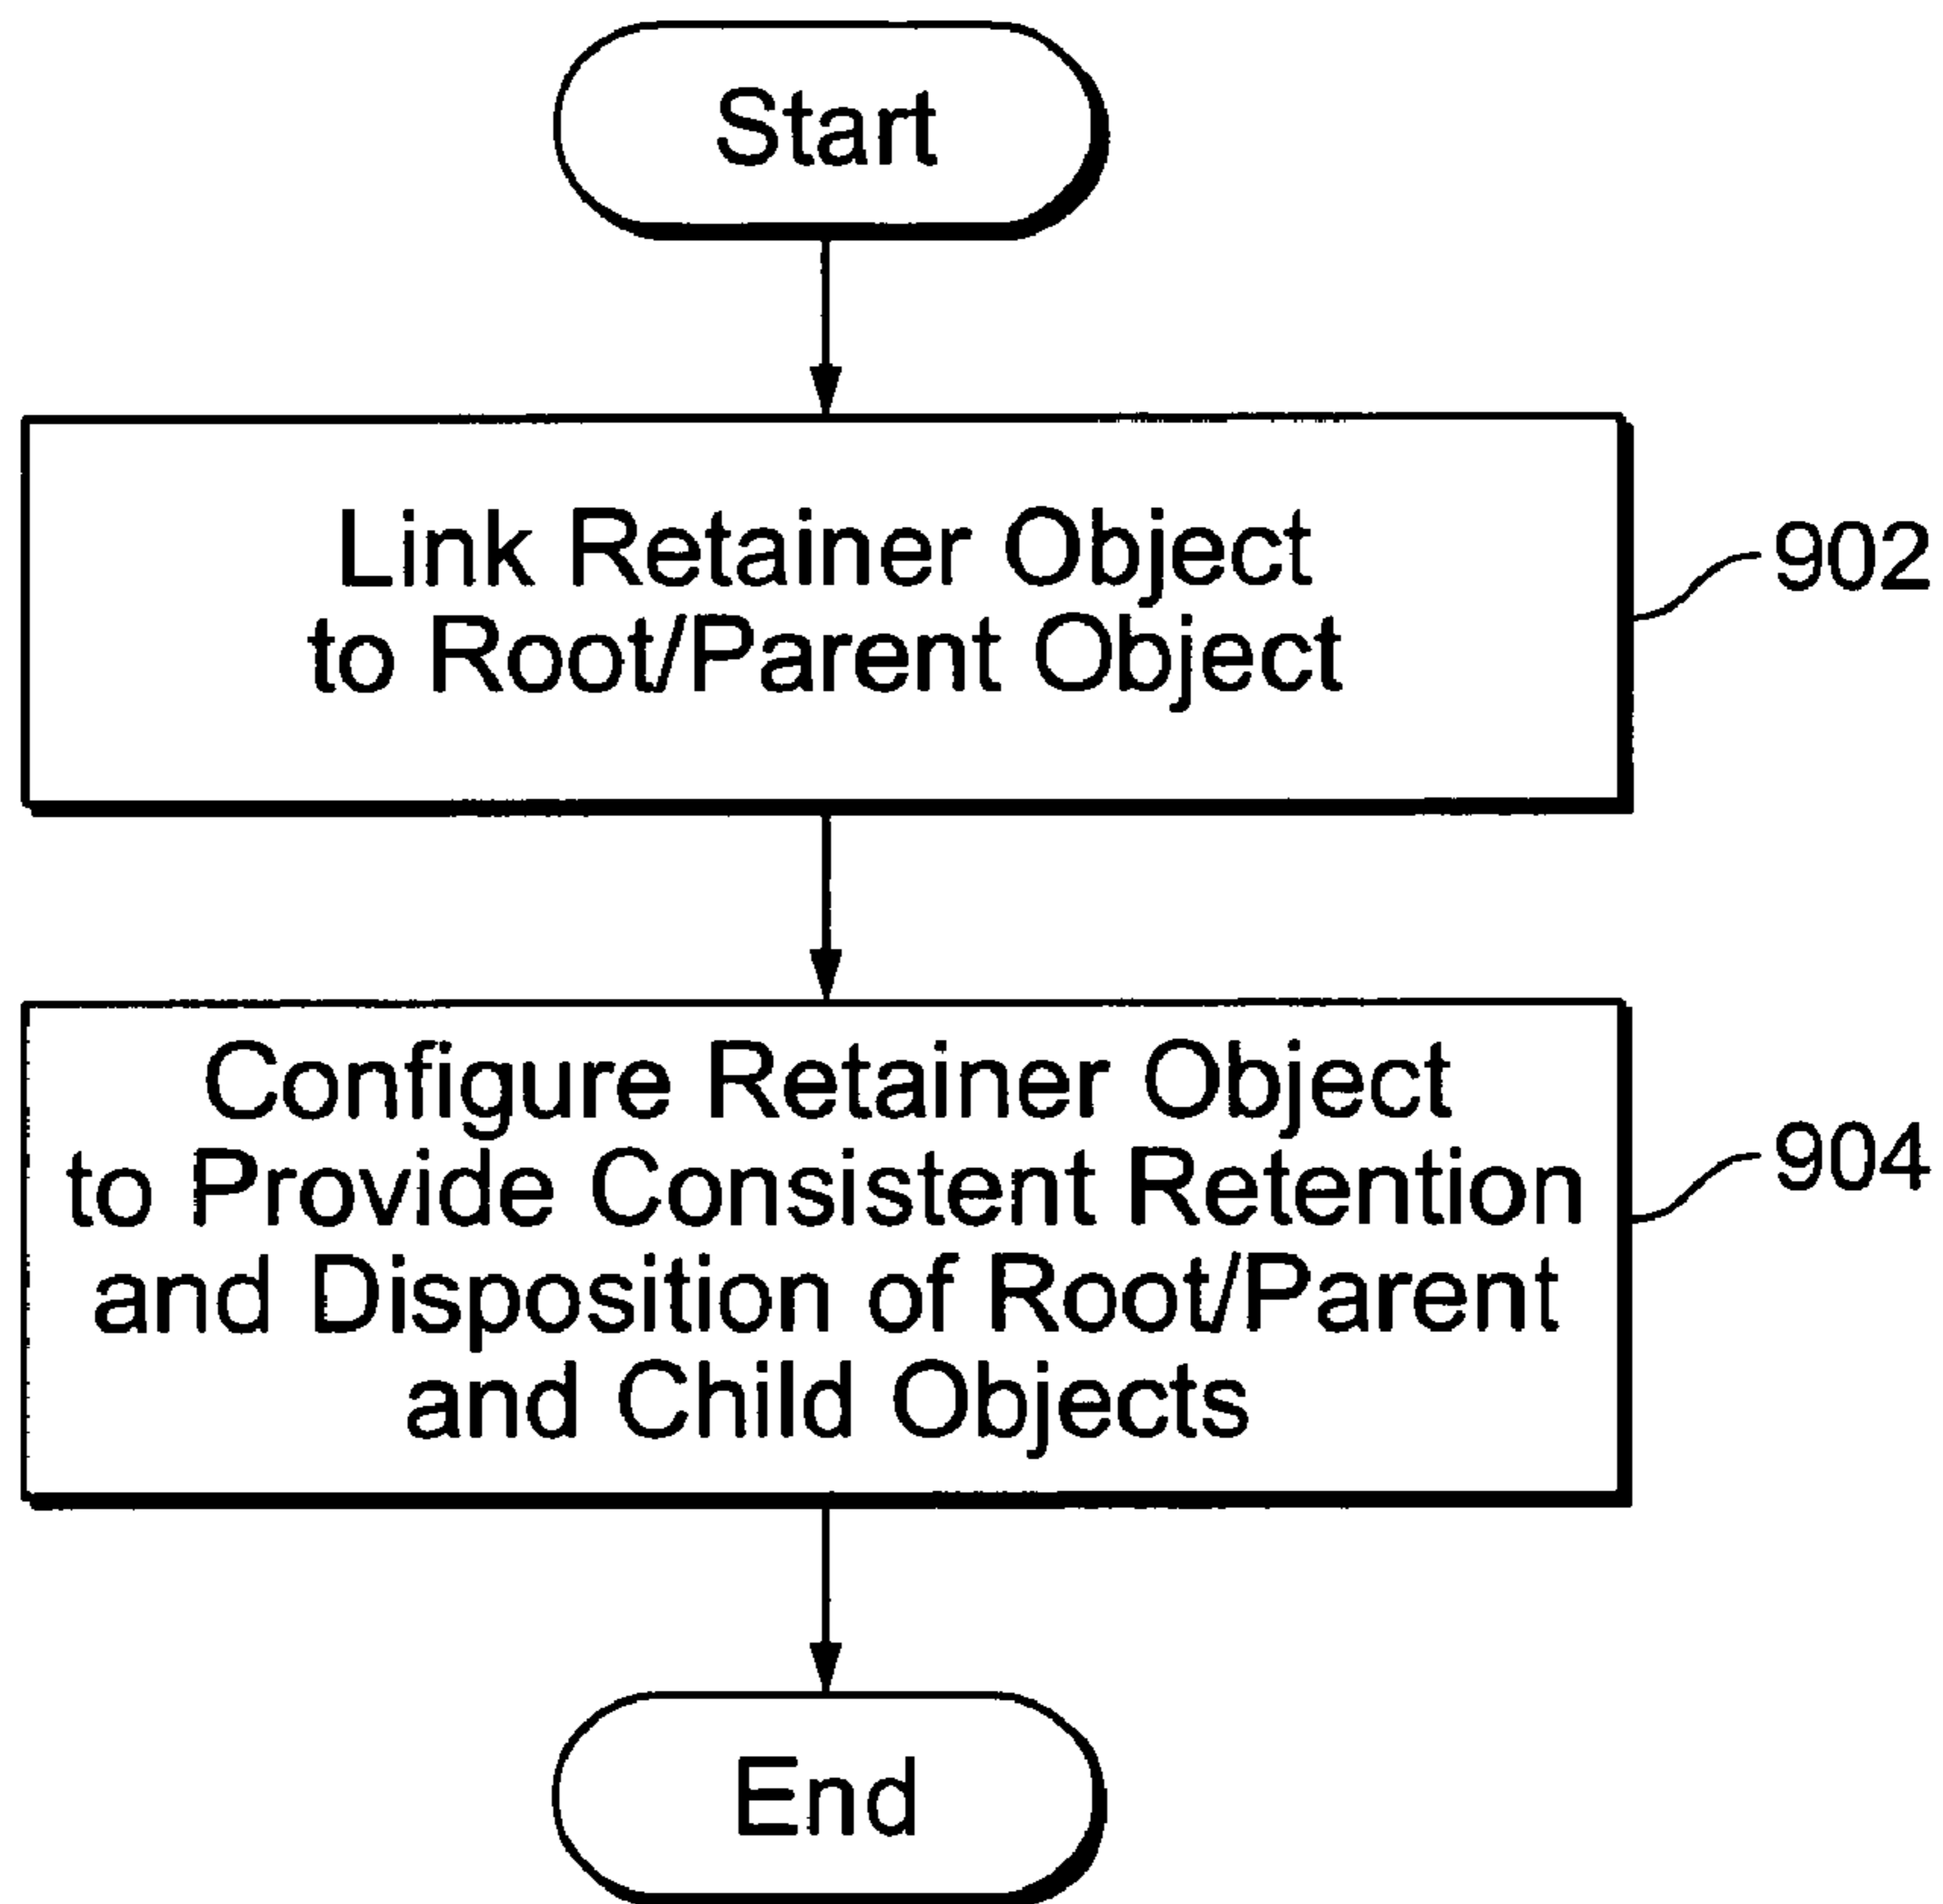 Start
Link Retainer Object
to Root/Parent Object
902
Configure Retainer Object
to Provide Consistent Retention
and Disposition of Root/Parent
and Child Objects
904
End